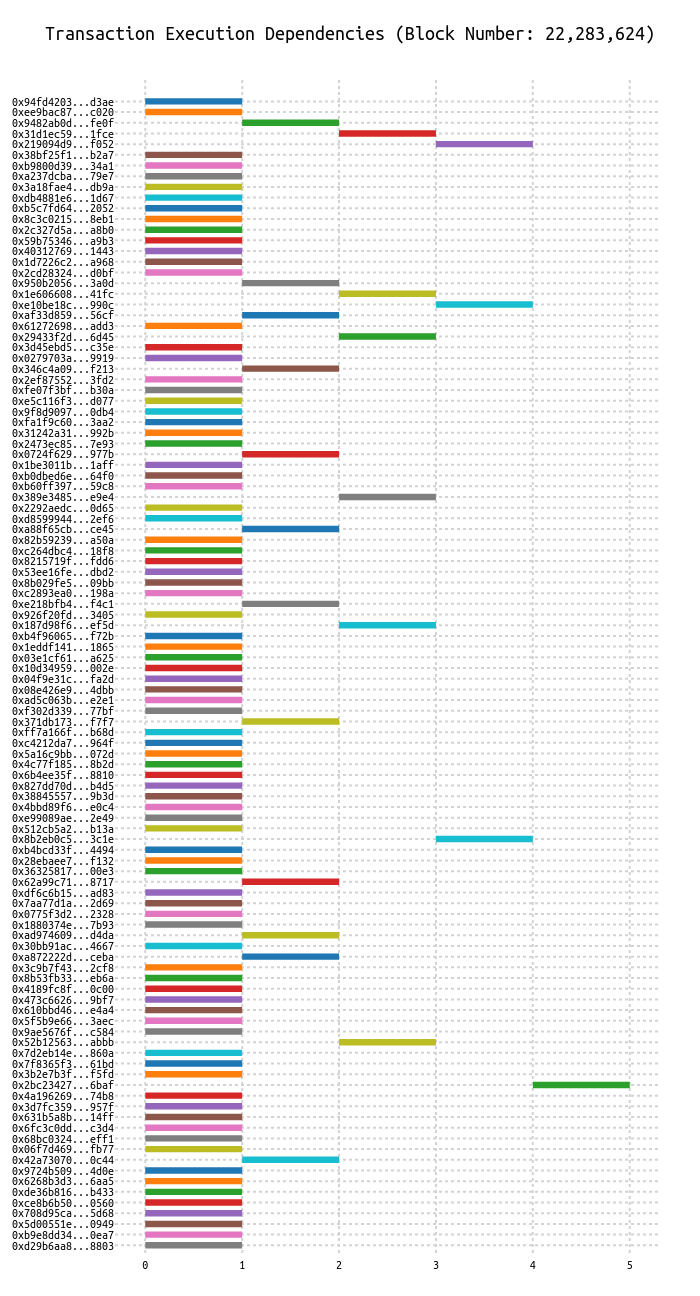 Transaction Execution Dependencies (Block Number: 22,283,624)
0x94fd4203...d3ae
0xee9bac87...c020
0x9482ab0d...fe0f
0x31d1ec59...1fce
0x219094d9...f052
0x38bf25f1...b2a7
0xb9800d39...34a1
0xa237dcba...79e7
0x3a18fae4...db9a
0xdb4881e6...1d67
0xb5c7fd64...2052
0x8c3c0215...8eb1
0x2c327d5a...a8b0
0x59b75346...a9b3
0x40312769...1443
0x1d7226c2...a968
0x2cd28324...d0bf
0x950b2056...3a0d
0x1e606608...41fc
0xe10be18c...990c
0xaf33d859...56cf
0x61272698...add3
0x29433f2d...6d45
0x3d45ebd5...c35e
0x0279703a...9919
0x346c4a09...f213
0x2ef87552...3fd2
0xfe07f3bf...b30a
0xe5c116f3...d077
0x9f8d9097...0db4
0xfa1f9c60...3aa2
0x31242a31...992b
0x2473ec85...7e93
0x0724f629...977b
0x1be3011b...1aff
0xb0dbed6e...64f0
0xb60ff397...59c8
0x389e3485...e9e4
0x2292aedc...0d65
0xd8599944...2ef6
0xa88f65cb...ce45
0x82b59239...a50a
0xc264dbc4...18f8
0x8215719f...fdd6
0x53ee16fe...dbd2
0x8b029fe5...09bb
0xc2893ea0...198a
0xe218bfb4...f4c1
0x926f20fd...3405
0x187d98f6...ef5d
0xb4f96065...f72b
0x1eddf141...1865
0x03e1cf61...a625
0x10d34959...002e
0x04f9e31c...fa2d
0x08e426e9...4dbb
0xad5c063b...e2e1
0xf302d339...77bf
0x371db173...f7f7
0xff7a166f...b68d
0xc4212da7...964f
0x5a16c9bb...072d
0x4c77f185...8b2d
0x6b4ee35f...8810
0x827dd70d...b4d5
0x38845557...9b3d
0x4bbd89f6...e0c4
0xe99089ae...2e49
0x512cb5a2...b13a
0x8b2eb0c5...3c1e
0xb4bcd33f...4494
0x28ebaee7...f132
0x36325817...00e3
0x62a99c71...8717
0xdf6c6b15...ad83
0x7aa77d1a...2d69
0x0775f3d2...2328
0x1880374e...7b93
0xad974609...d4da
0x30bb91ac...4667
0xa872222d...ceba
0x3c9b7f43...2cf8
0x8b53fb33...eb6a
0x4189fc8f...0c00
0x473c6626...9bf7
0x610bbd46...e4a4
0x5f5b9e66...3aec
0x9ae5676f...c584
0x52b12563...abbb
0x7d2eb14e...860a
0x7f8365f3...61bd
0x3b2e7b3f...f5fd
0x2bc23427...6baf
0x4a196269...74b8
0x3d7fc359...957f
0x631b5a8b...14ff
0x6fc3c0dd...c3d4
0x68bc0324...eff1
0x06f7d469...fb77
0x42a73070...0c44
0x9724b509...4d0e
0x6268b3d3...6aa5
0xde36b816...b433
0xce8b6b50...0560
0x708d95ca...5d68
0x5d00551e...0949
0xb9e8dd34...0ea7
0xd29b6aa8...8803
0 1 2 3 4 5